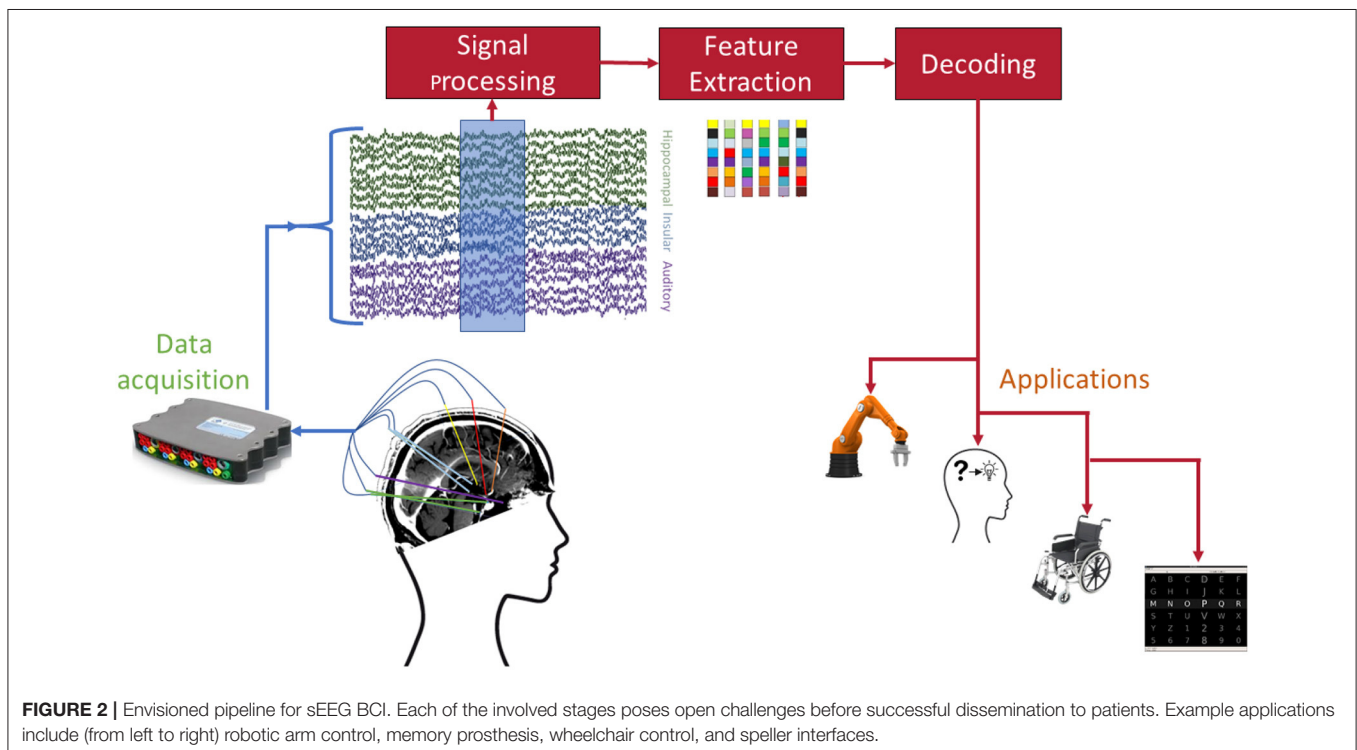 Signal
Processing
Feature
Extraction
Decoding
Hippocampal
Insular
Auditory
Data
acquisition
Applications
?
A B C D E F
G H I J K L
M N O P Q R
S T U V W X
Y Z 1 2 3 4
5 6 7 8 9 0
FIGURE 2 | Envisioned pipeline for sEEG BCI. Each of the involved stages poses open challenges before successful dissemination to patients. Example applications
include (from left to right) robotic arm control, memory prosthesis, wheelchair control, and speller interfaces.